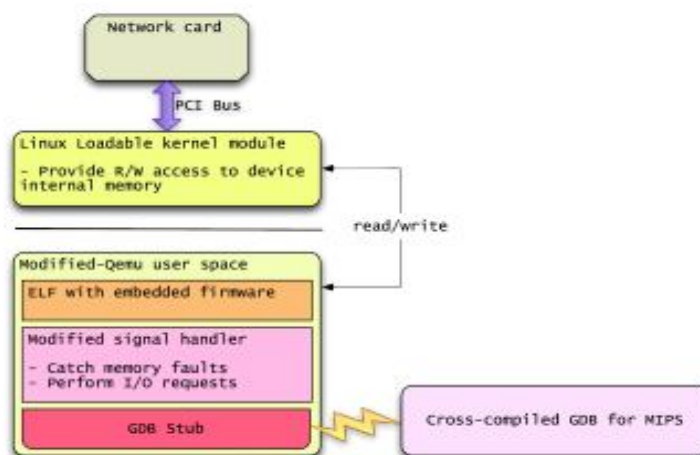 Network card
PCI Bus
Linux Loadable kernel module
- Provide R/W access to device
internal memory
read/write
Modified-Qemu user space
ELF with embedded firmware
Modified signal handler
- Catch memory faults
- Perform I/O requests
GDB Stub
Cross-compiled GDB for MIPS